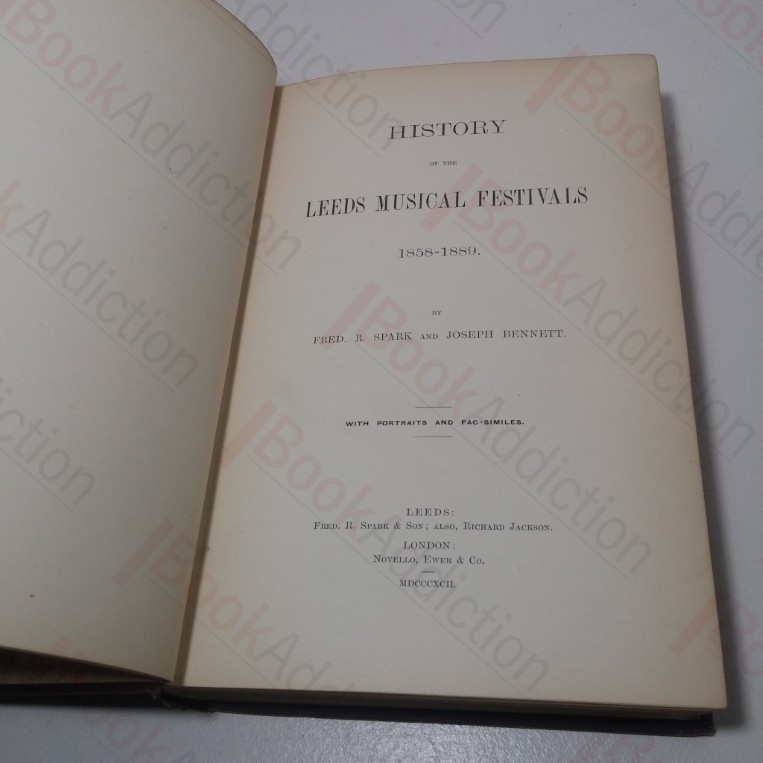 HISTORY
OF THE
LEEDS MUSICAL FESTIVALS
1858-1889.
BY
FRED. R. SPARK AND JOSEPH BENNETT.
WITH PORTRAITS AND FAC-SIMILES.
LEEDS:
FRED. R. SPARK & SON; ALSO, RICHARD JACKSON.
LONDON:
NOVELLO, EWER & CO.
MDCCCXCII.
BookAddiction